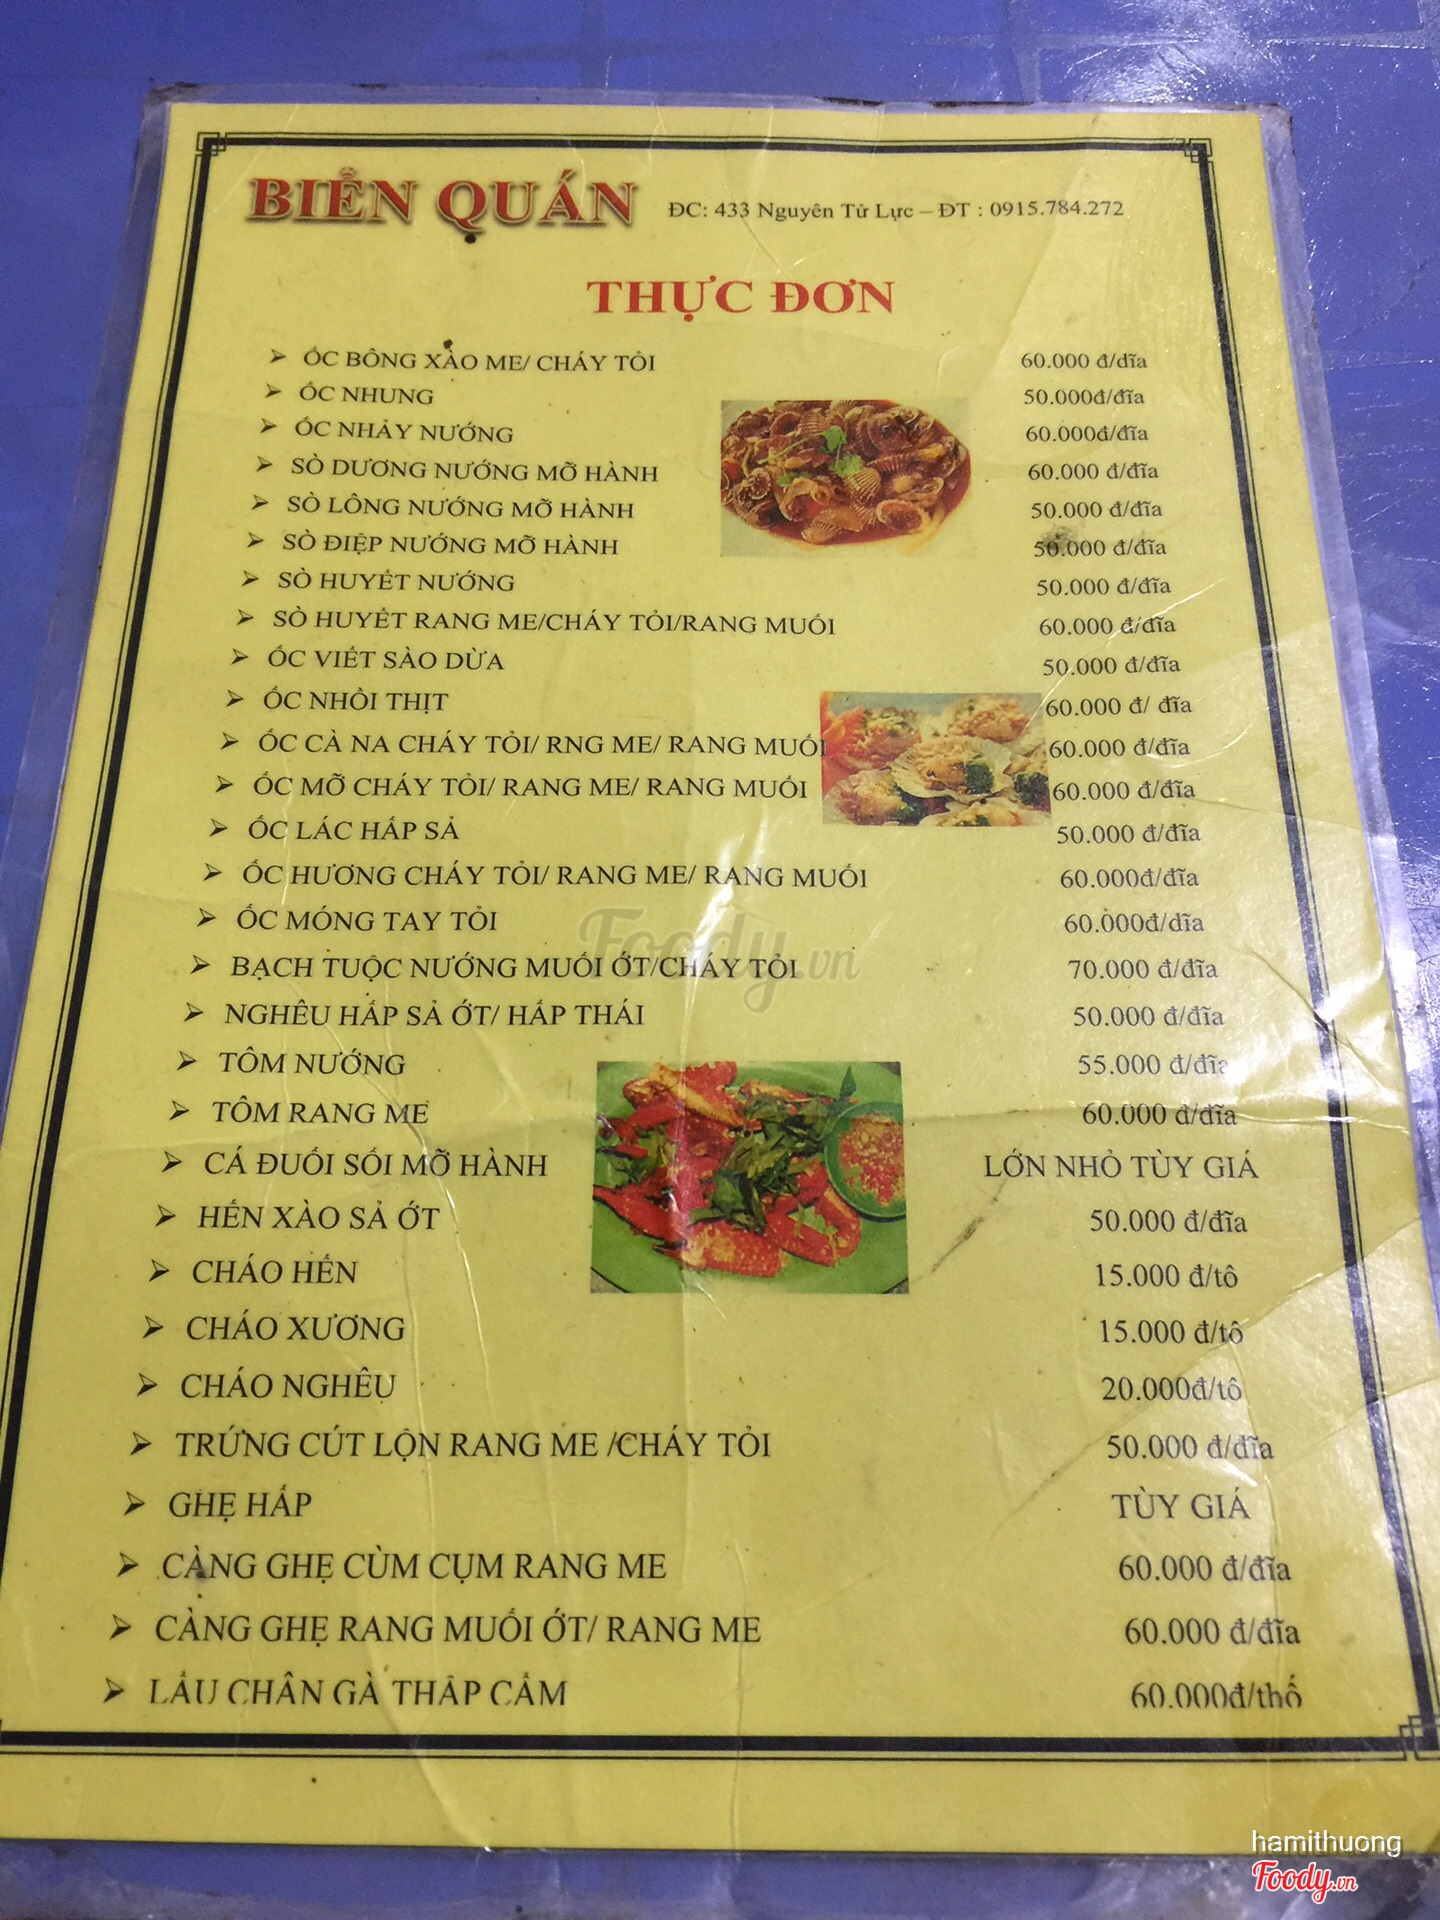 BIỂN QUÁN ĐC: 433 Nguyên Tử Lực – ĐT : 0915.784.272
THỰC ĐƠN
➢ ỐC BÔNG XÀO ME/ CHÁY TỎI 60.000 đ/dĩa
➢ ỐC NHUNG 50.000đ/đĩa
➢ ỐC NHẢY NƯỚNG 60.000đ/đĩa
➢ SÒ DƯƠNG NƯỚNG MỠ HÀNH 60.000 đ/đĩa
➢ SÒ LÔNG NƯỚNG MỠ HÀNH 50.000 đ/đĩa
➢ SÒ ĐIỆP NƯỚNG MỠ HÀNH 50.000 đ/đĩa
➢ SÒ HUYẾT NƯỚNG 50.000 đ/đĩa
➢ SÒ HUYẾT RANG ME/CHÁY TỎI/RANG MUỐI 60.000 đ/đĩa
➢ ỐC VIẾT SÀO DỪA 50.000 đ/đĩa
➢ ỐC NHỒI THỊT 60.000 đ/ đĩa
➢ ỐC CÀ NA CHÁY TỎI/ RNG ME/ RANG MUỐI 60.000 đ/đĩa
➢ ỐC MỠ CHÁY TỎI/ RANG ME/ RANG MUỐI 60.000 đ/đĩa
➢ ỐC LÁC HẤP SẢ 50.000 đ/đĩa
➢ ỐC HƯƠNG CHÁY TỎI/ RANG ME/ RANG MUỐI 60.000đ/đĩa
➢ ỐC MÓNG TAY TỎI 60.000đ/dĩa
➢ BẠCH TUỘC NƯỚNG MUỐI ỚT/CHÁY TỎI 70.000 đ/đĩa
Foody.vn
➢ NGHÊU HẤP SẢ ỚT/ HẤP THÁI 50.000 đ/đĩa
➢ TÔM NƯỚNG 55.000 đ/đĩa
➢ TÔM RANG ME 60.000 đ/đĩa
➢ CÁ ĐUỐI SỐI MỠ HÀNH LỚN NHỎ TÙY GIÁ
➢ HẾN XÀO SẢ ỚT 50.000 đ/đĩa
➢ CHÁO HẾN 15.000 đ/tô
➢ CHÁO XƯƠNG 15.000 đ/tô
➢ CHÁO NGHÊU 20.000đ/tô
➢ TRỨNG CÚT LỘN RANG ME /CHÁY TỎI 50.000 đ/đĩa
➢ GHẸ HẤP TÙY GIÁ
➢ CÀNG GHẸ CÙM CỤM RANG ME 60.000 đ/đĩa
➢ CÀNG GHẸ RANG MUỐI ỚT/ RANG ME 60.000 đ/đĩa
➢ LẨU CHÂN GÀ THẬP CẨM 60.000đ/thố
hamithuong
Foody.vn